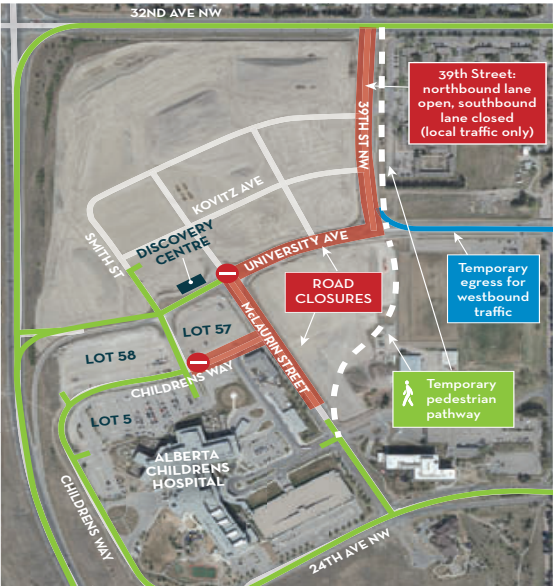 32ND AVE NW
39th Street:
northbound lane
open, southbound
lane closed
(local traffic only)
39TH ST NW
KOVITZ AVE
SMITH ST
DISCOVERY
CENTRE
UNIVERSITY AVE
Temporary
egress for
westbound
traffic
ROAD
CLOSURES
LOT 57
McLAURIN STREET
LOT 58
CHILDRENS WAY
Temporary
pedestrian
pathway
LOT 5
ALBERTA
CHILDRENS
HOSPITAL
CHILDRENS WAY
24TH AVE NW